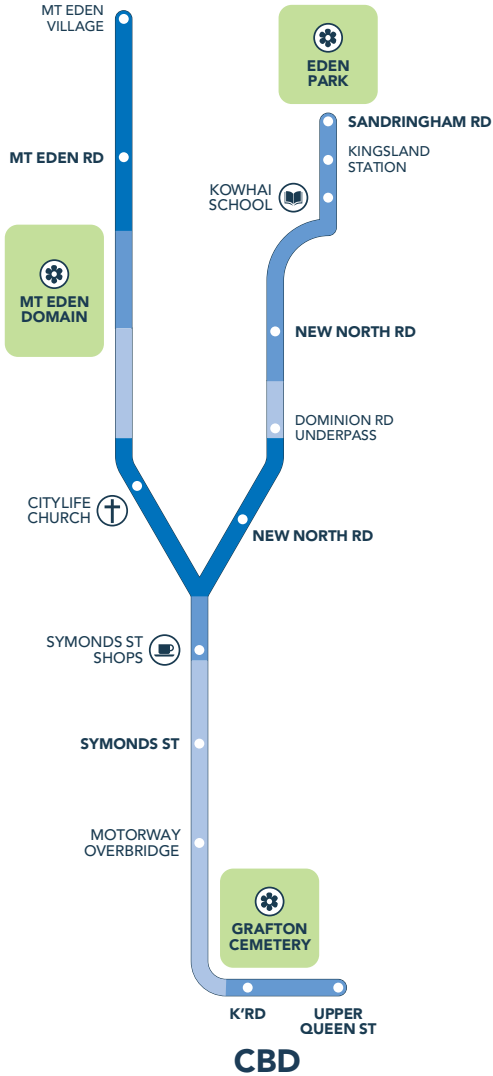 MT EDEN
VILLAGE
EDEN
PARK
SANDRINGHAM RD
MT EDEN RD
KINGSLAND
STATION
KOWHAI
SCHOOL
MT EDEN
DOMAIN
NEW NORTH RD
DOMINION RD
UNDERPASS
CITYLIFE
CHURCH
NEW NORTH RD
SYMONDS ST
SHOPS
SYMONDS ST
MOTORWAY
OVERBRIDGE
GRAFTON
CEMETERY
K'RD
UPPER
QUEEN ST
CBD